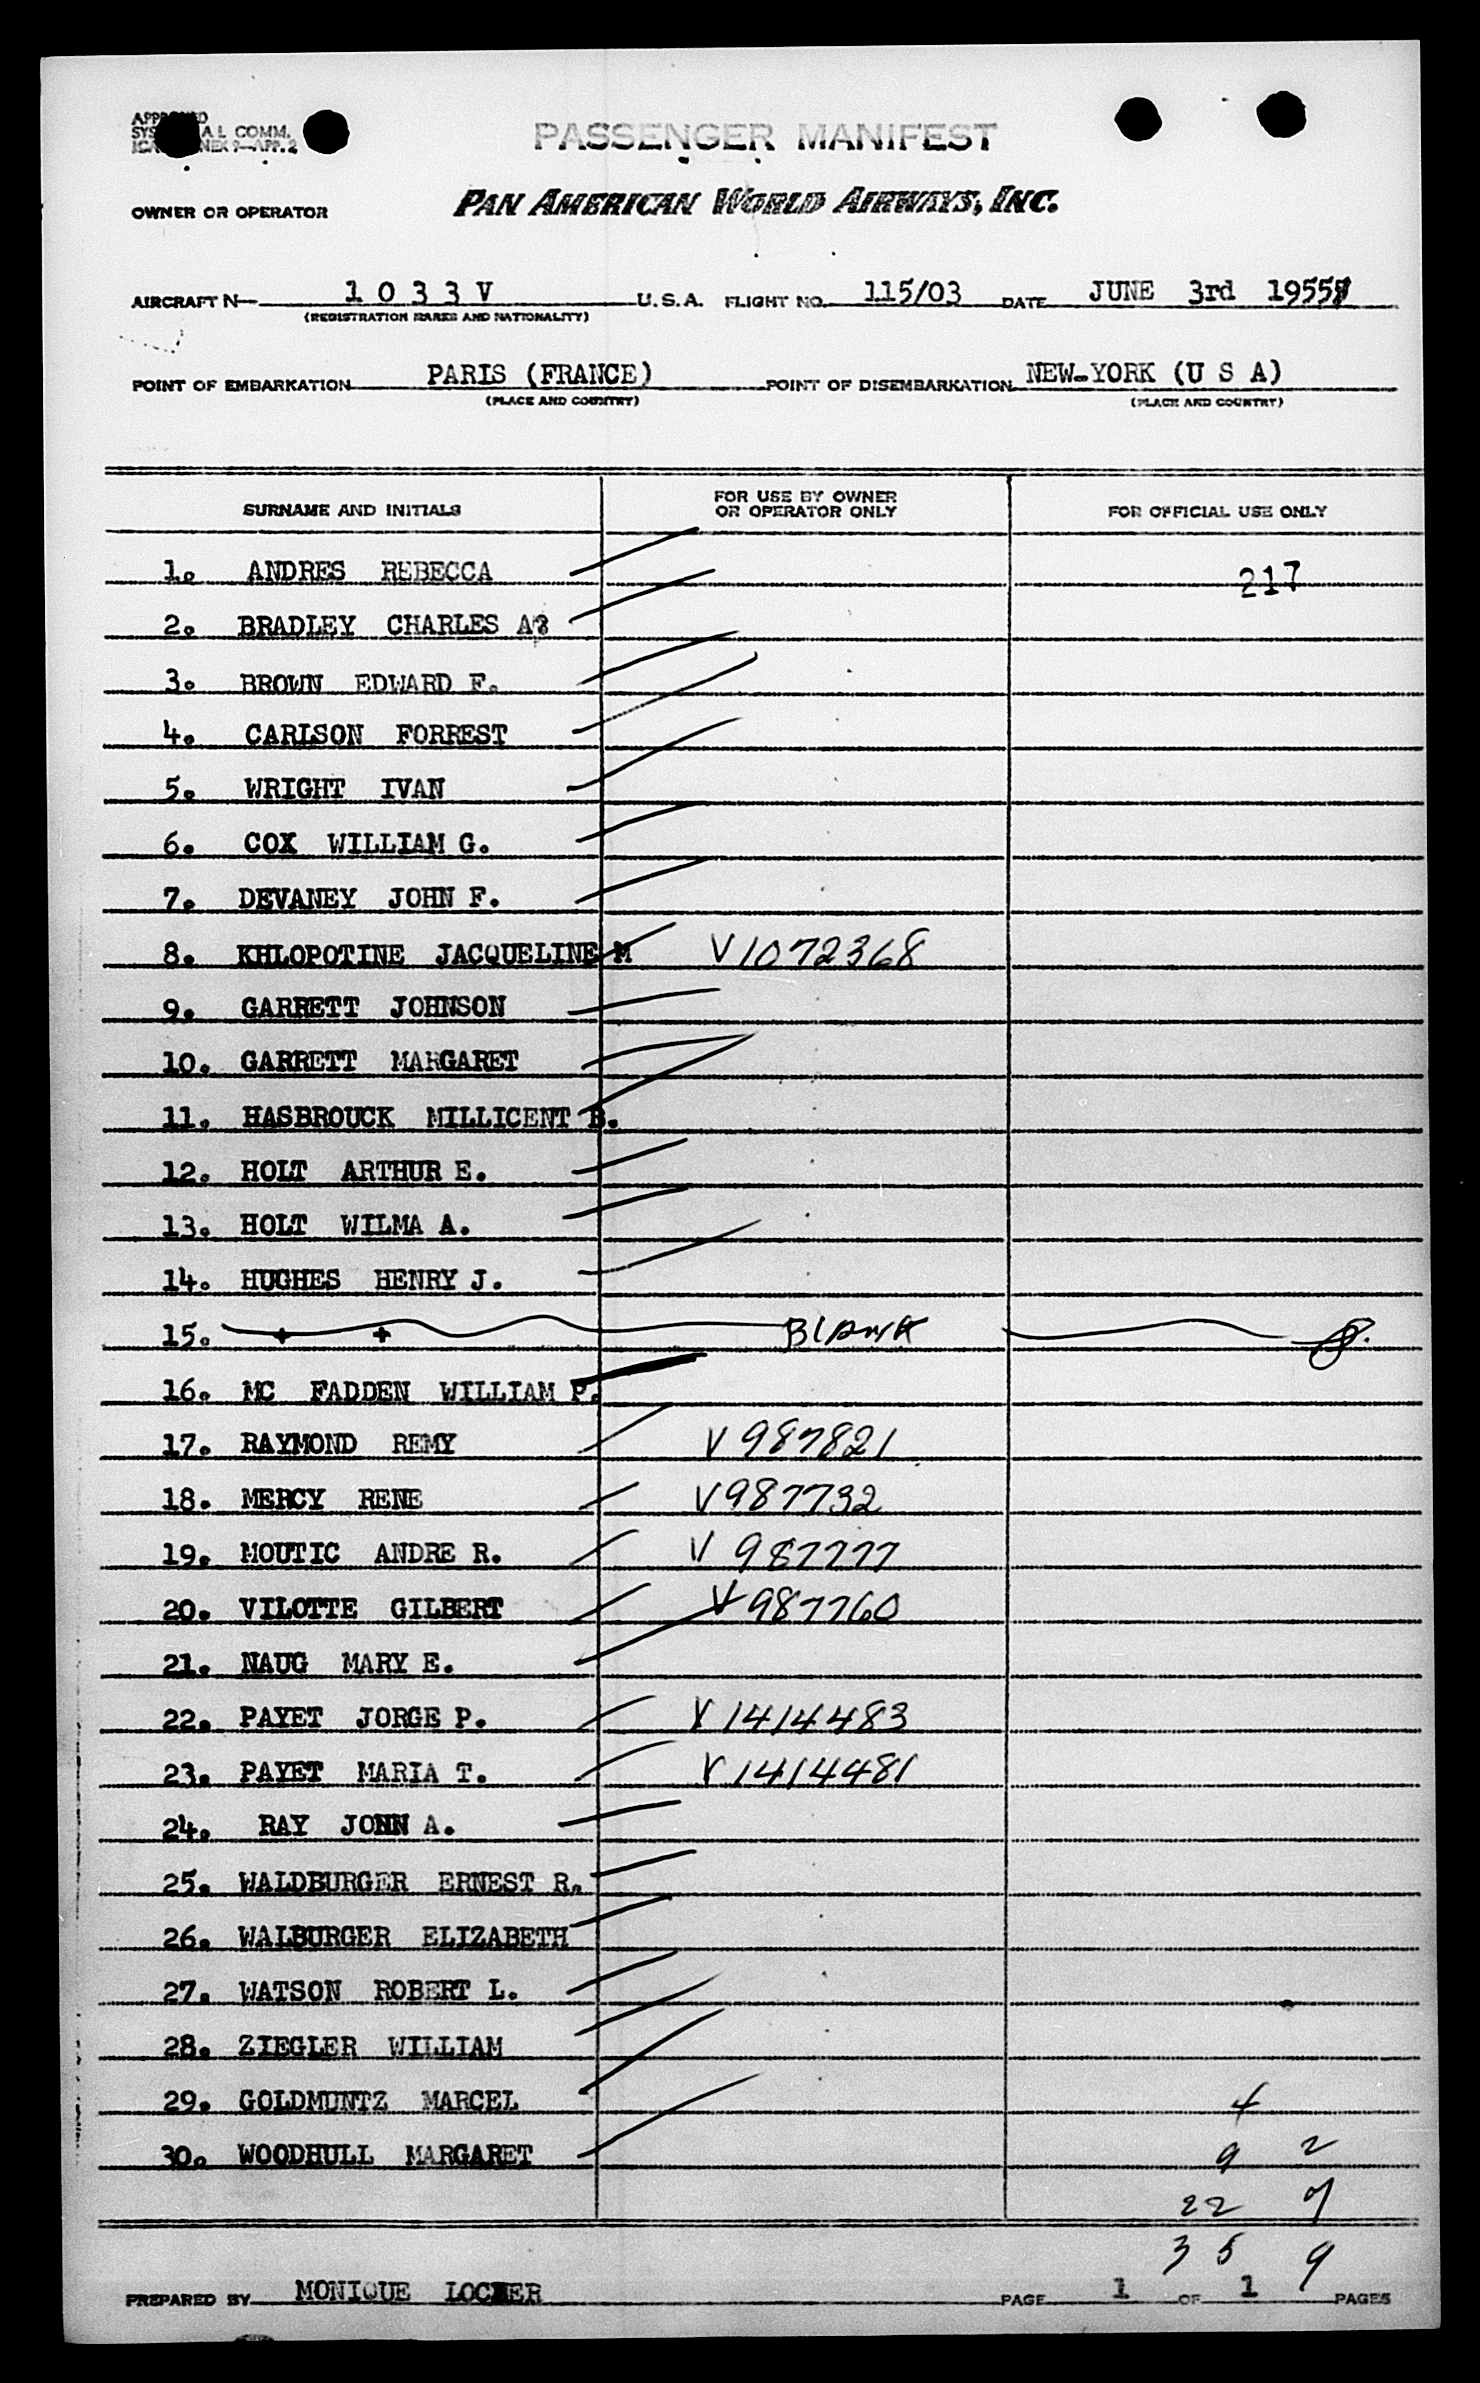 PASSENGER MANIFEST
OWNER OR OPERATOR PAN AMERICAN WORLD AIRWAYS, INC.
AIRCRAFT N 1033V U.S.A. FLIGHT NO. 115/03 DATE JUNE 3rd 1955
(REGISTRATION MARKS AND NATIONALITY)
POINT OF EMBARKATION PARIS (FRANCE) POINT OF DISEMBARKATION NEW-YORK (U S A)
(PLACE AND COUNTRY) (PLACE AND COUNTRY)
SURNAME AND INITIALS FOR USE BY OWNER OR OPERATOR ONLY FOR OFFICIAL USE ONLY
1. ANDRES REBECCA 217
2. BRADLEY CHARLES A
3. BROWN EDWARD F.
4. CARLSON FORREST
5. WRIGHT IVAN
6. COX WILLIAM G.
7. DEVANEY JOHN F.
8. KHLOPOTINE JACQUELINE M V1072368
9. GARRETT JOHNSON
10. GARRETT MARGARET
11. HASBROUCK MILLICENT B.
12. HOLT ARTHUR E.
13. HOLT WILMA A.
14. HUGHES HENRY J.
15. + + BLANK
16. MC FADDEN WILLIAM P.
17. RAYMOND REMY V987821
18. MERCY RENE V987732
19. MOUTIC ANDRE R. V987777
20. VILOTTE GILBERT V987760
21. NAUG MARY E.
22. PAYET JORGE P. V1414483
23. PAYET MARIA T. V1414481
24. RAY JOHN A.
25. WALDBURGER ERNEST R.
26. WALBURGER ELIZABETH
27. WATSON ROBERT L.
28. ZIEGLER WILLIAM
29. GOLDMUNTZ MARCEL 4
30. WOODHULL MARGARET 9 2
22 7
35 9
PREPARED BY MONIQUE LOCHER PAGE 1 OF 1 PAGES